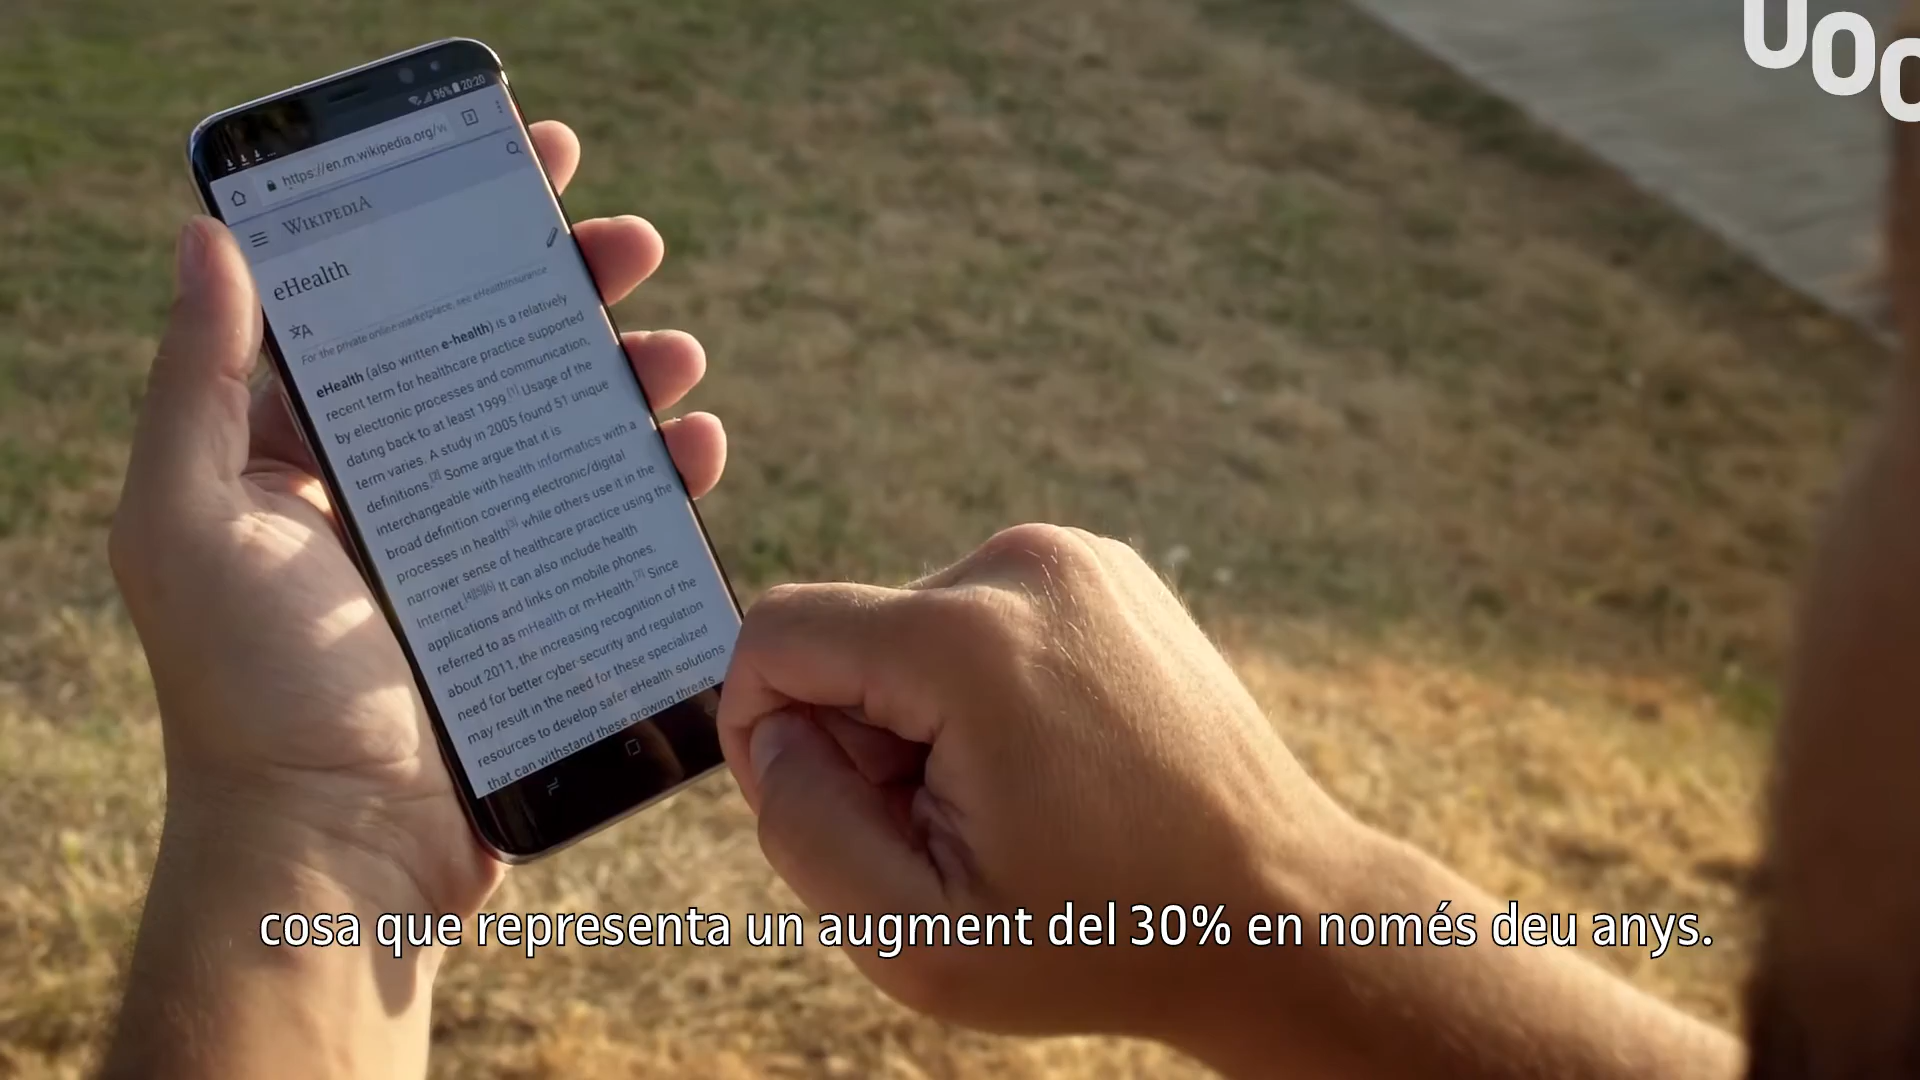 UOC
96% 20:20
https://en.m.wikipedia.org/w
3
WIKIPEDIA
eHealth
For the private online marketplace, see eHealthInsurance
eHealth (also written e-health) is a relatively
recent term for healthcare practice supported
by electronic processes and communication,
dating back to at least 1999.[1] Usage of the
term varies. A study in 2005 found 51 unique
definitions.[2] Some argue that it is
interchangeable with health informatics with a
broad definition covering electronic/digital
processes in health[3] while others use it in the
narrower sense of healthcare practice using the
Internet.[4][5][6] It can also include health
applications and links on mobile phones,
referred to as mHealth or m-Health.[7] Since
about 2011, the increasing recognition of the
need for better cyber-security and regulation
may result in the need for these specialized
resources to develop safer eHealth solutions
that can withstand these growing threats
cosa que representa un augment del 30% en només deu anys.